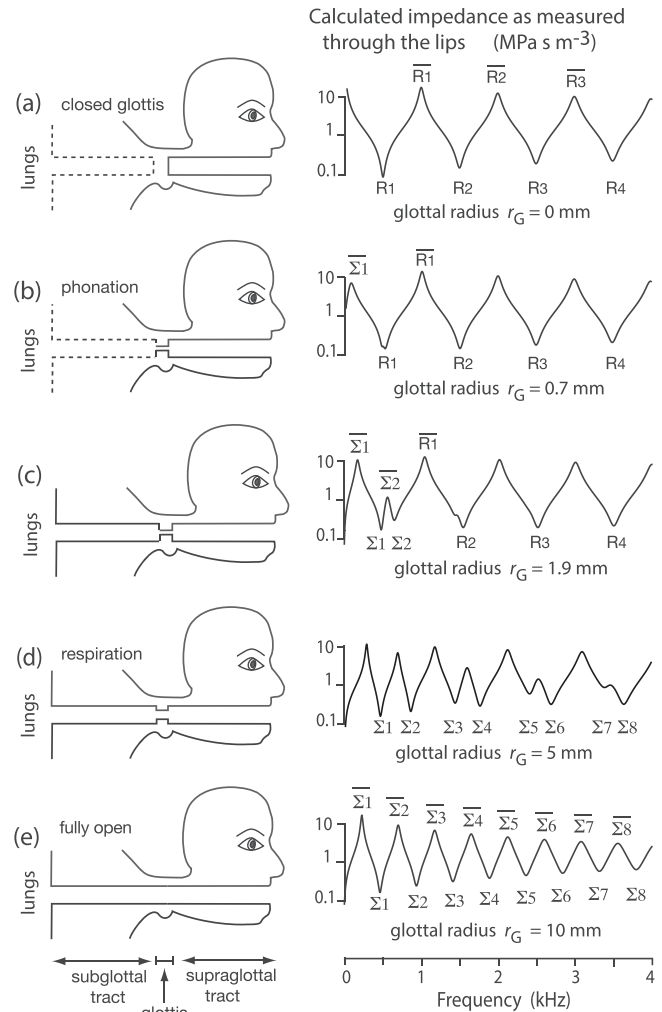 Calculated impedance as measured
through the lips (MPa s m⁻³)
(a)
closed glottis
lungs
10
1
0.1
R̅1̅ R̅2̅ R̅3̅
R1 R2 R3 R4
glottal radius rG = 0 mm
(b)
phonation
lungs
10
1
0.1
Σ̅1̅ R̅1̅
R1 R2 R3 R4
glottal radius rG = 0.7 mm
(c)
lungs
10
1
0.1
Σ̅1̅ Σ̅2̅ R̅1̅
Σ1 Σ2 R2 R3 R4
glottal radius rG = 1.9 mm
(d)
respiration
lungs
10
1
0.1
Σ1 Σ2 Σ3 Σ4 Σ5 Σ6 Σ7 Σ8
glottal radius rG = 5 mm
(e)
fully open
lungs
10
1
0.1
Σ̅1̅ Σ̅2̅ Σ̅3̅ Σ̅4̅ Σ̅5̅ Σ̅6̅ Σ̅7̅ Σ̅8̅
Σ1 Σ2 Σ3 Σ4 Σ5 Σ6 Σ7 Σ8
glottal radius rG = 10 mm
subglottal
tract
glottis
supraglottal
tract
0 1 2 3 4
Frequency (kHz)